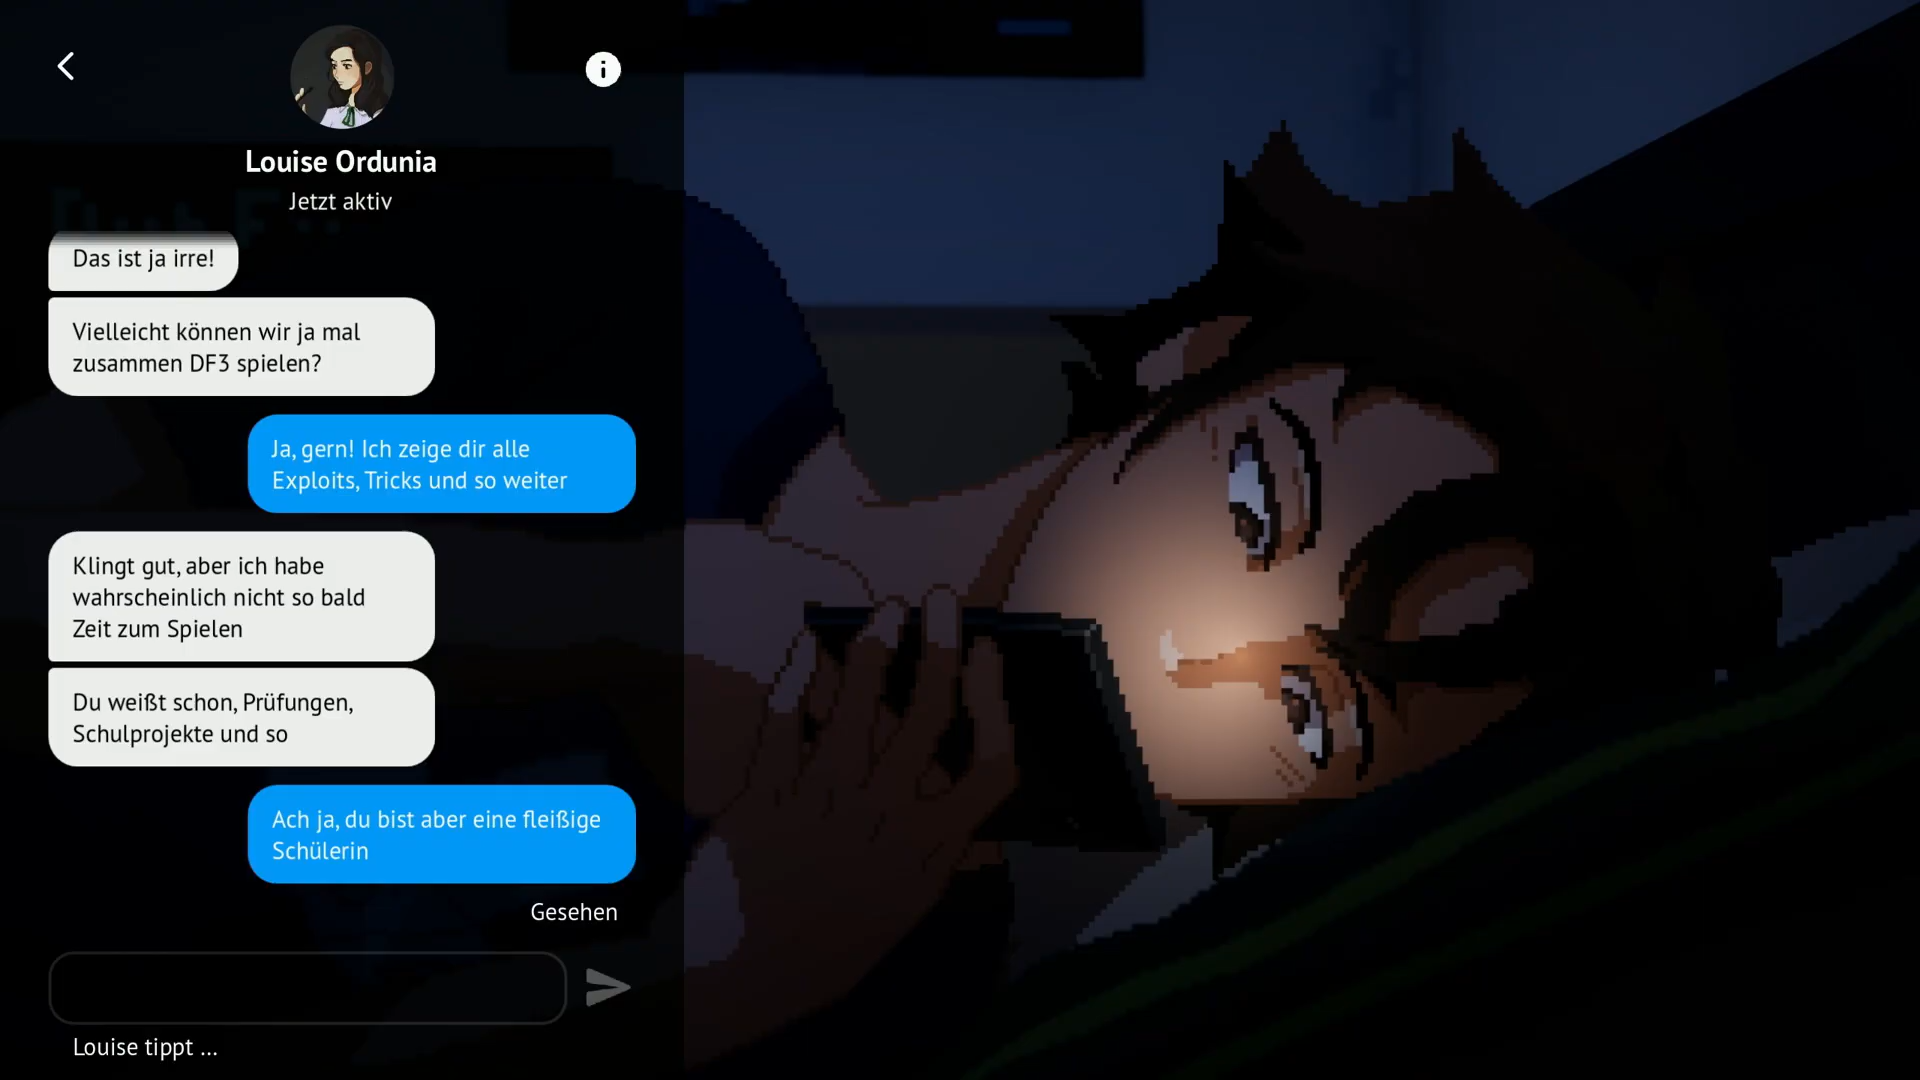 Louise Ordunia
Jetzt aktiv
Das ist ja irre!
Vielleicht können wir ja mal
zusammen DF3 spielen?
Ja, gern! Ich zeige dir alle
Exploits, Tricks und so weiter
Klingt gut, aber ich habe
wahrscheinlich nicht so bald
Zeit zum Spielen
Du weißt schon, Prüfungen,
Schulprojekte und so
Ach ja, du bist aber eine fleißige
Schülerin
Gesehen
Louise tippt ...